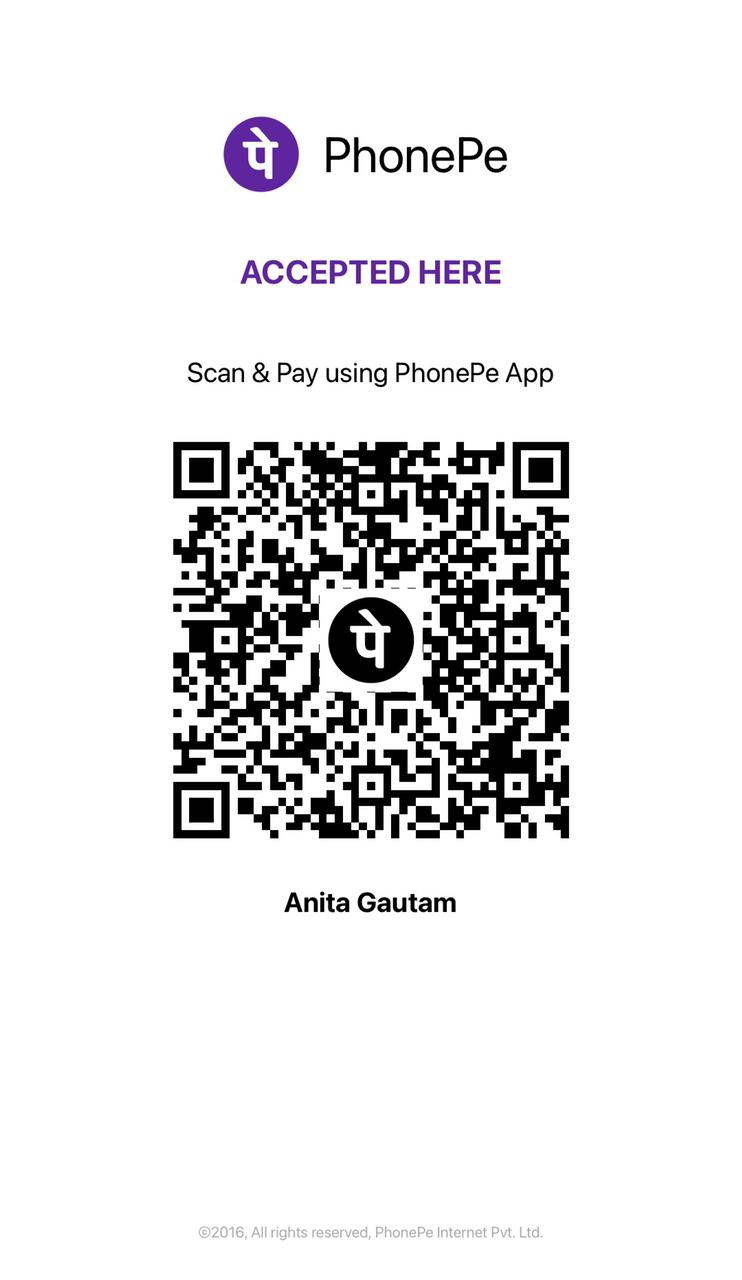 पे PhonePe
ACCEPTED HERE
Scan & Pay using PhonePe App
पे
Anita Gautam
©2016, All rights reserved, PhonePe Internet Pvt. Ltd.